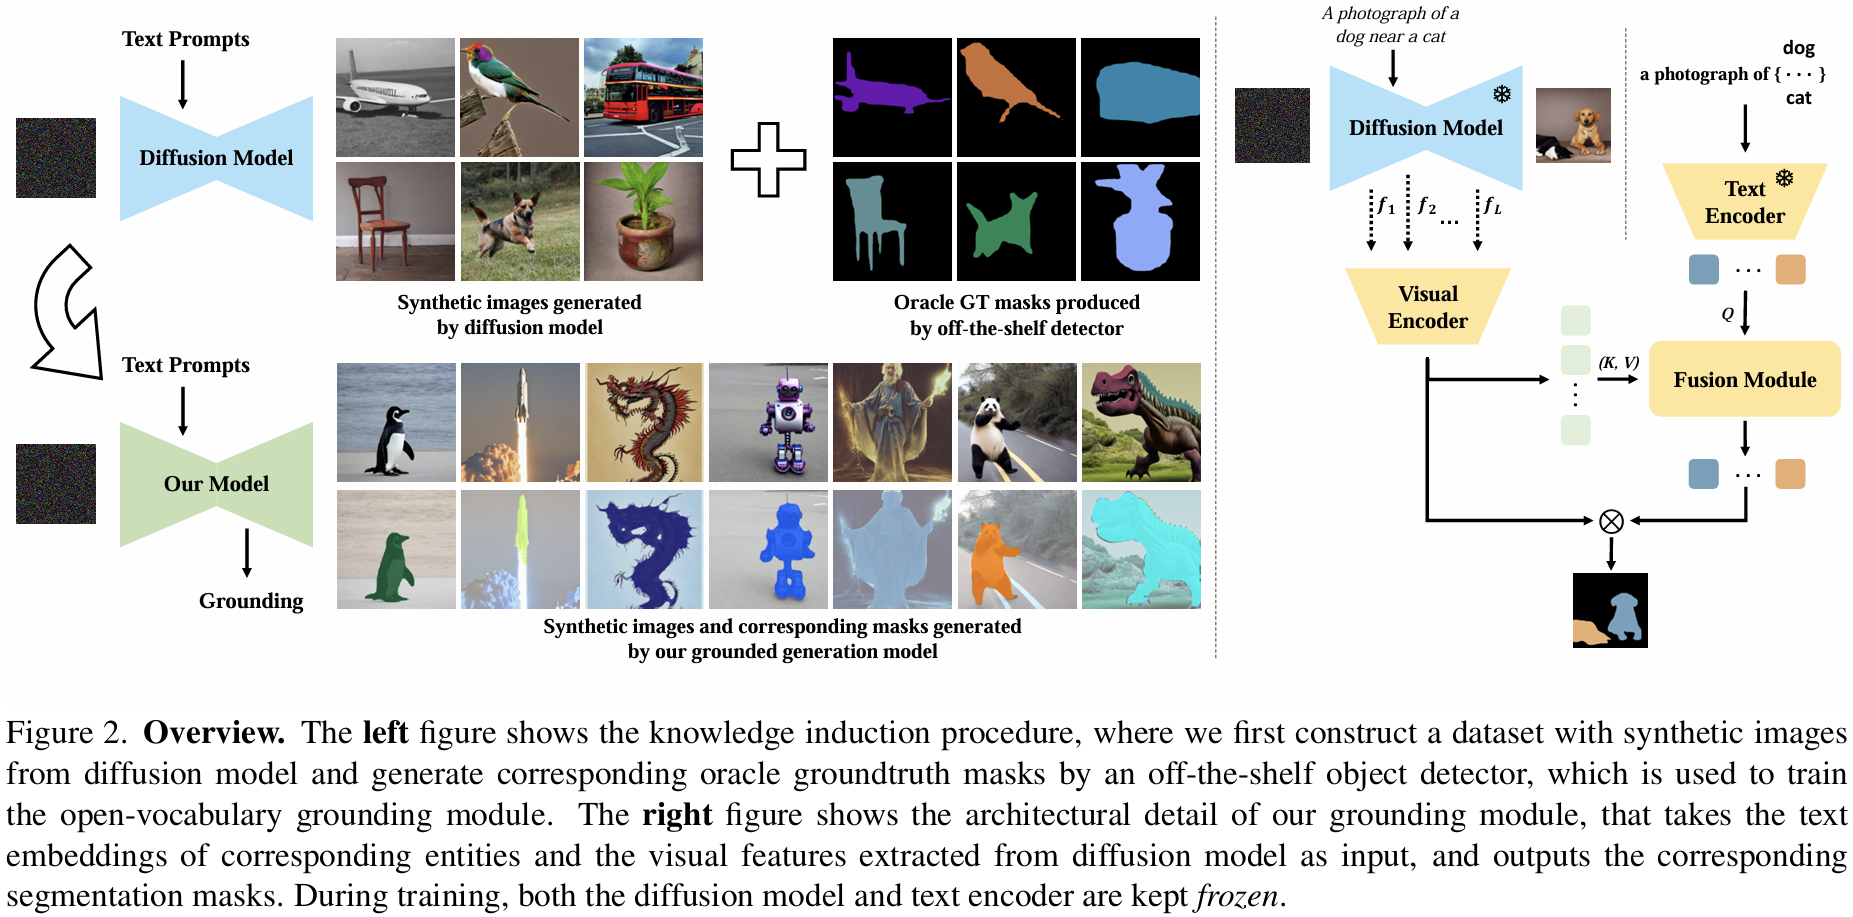 Text Prompts
Diffusion Model
Synthetic images generated
by diffusion model
Oracle GT masks produced
by off-the-shelf detector
Text Prompts
Our Model
Grounding
Synthetic images and corresponding masks generated
by our grounded generation model
A photograph of a
dog near a cat
Diffusion Model
f1 f2 ... fL
Visual
Encoder
dog
a photograph of { · · · }
cat
Text
Encoder
· · ·
Q
(K, V)
Fusion Module
· · ·
Figure 2. Overview. The left figure shows the knowledge induction procedure, where we first construct a dataset with synthetic images
from diffusion model and generate corresponding oracle groundtruth masks by an off-the-shelf object detector, which is used to train
the open-vocabulary grounding module. The right figure shows the architectural detail of our grounding module, that takes the text
embeddings of corresponding entities and the visual features extracted from diffusion model as input, and outputs the corresponding
segmentation masks. During training, both the diffusion model and text encoder are kept frozen.